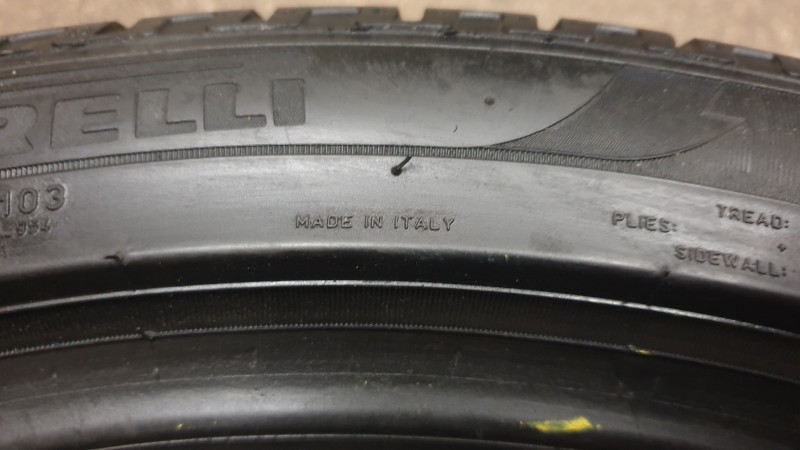 RELLI
103
MADE IN ITALY
PLIES:
TREAD:
SIDEWALL: